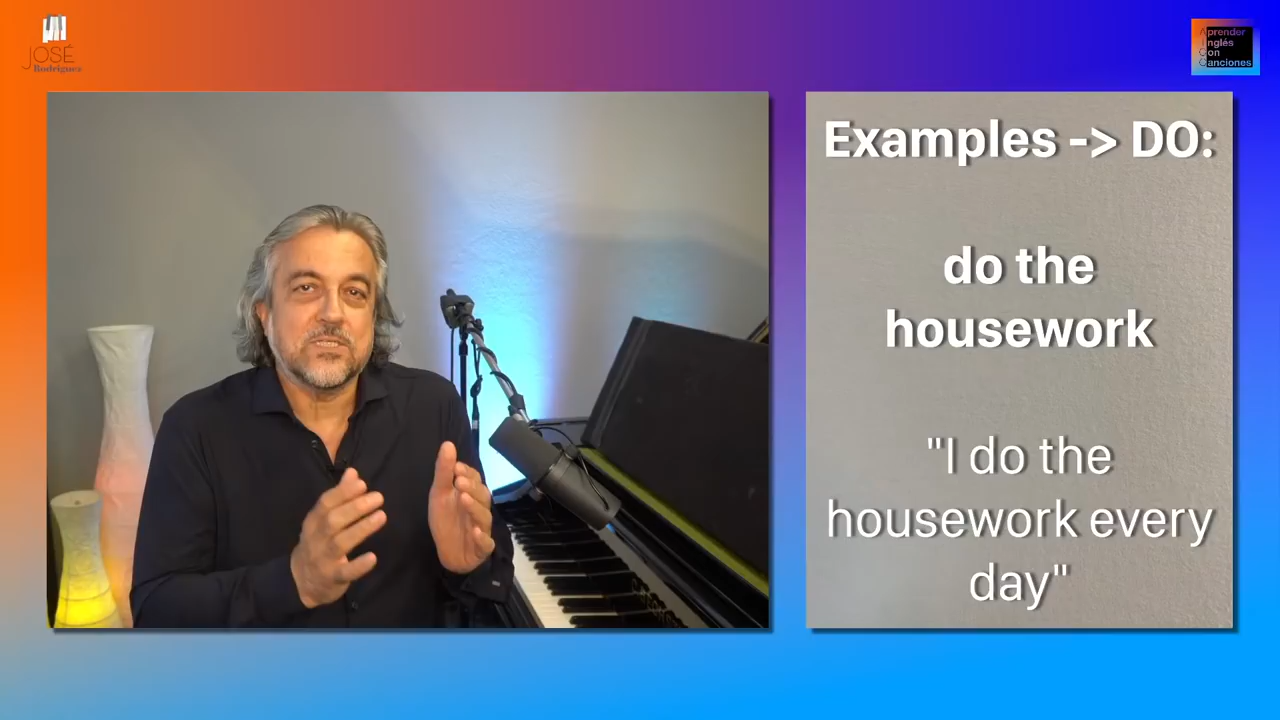 JOSÉ
Rodríguez
Aprender
Inglés
Con
Canciones
Examples -> DO:
do the
housework
"I do the
housework every
day"